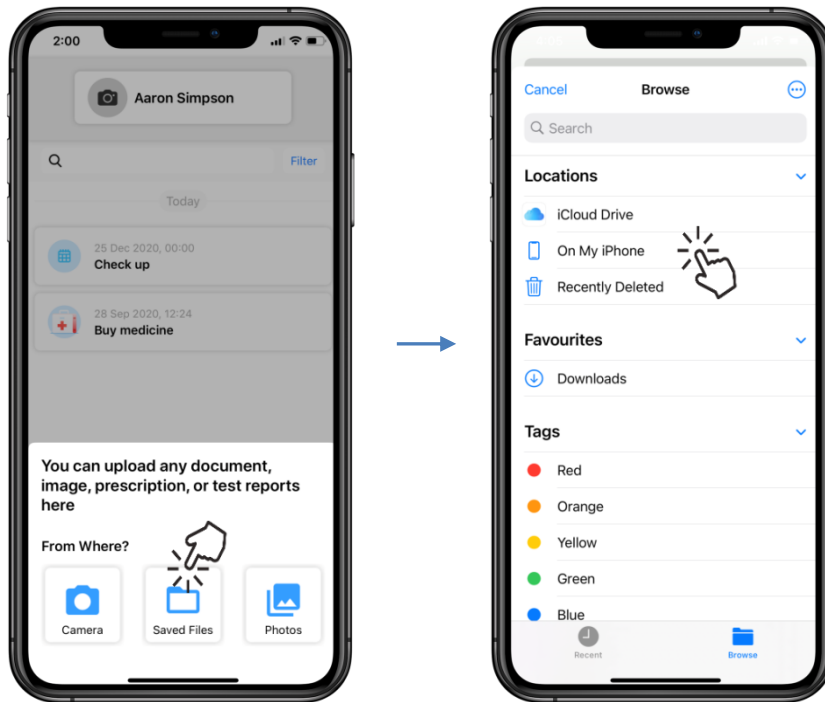 2:00
Aaron Simpson
Filter
Today
25 Dec 2020, 00:00
Check up
28 Sep 2020, 12:24
Buy medicine
You can upload any document,
image, prescription, or test reports
here
From Where?
Camera
Saved Files
Photos
Cancel
Browse
Search
Locations
iCloud Drive
On My iPhone
Recently Deleted
Favourites
Downloads
Tags
Red
Orange
Yellow
Green
Blue
Recent
Browse